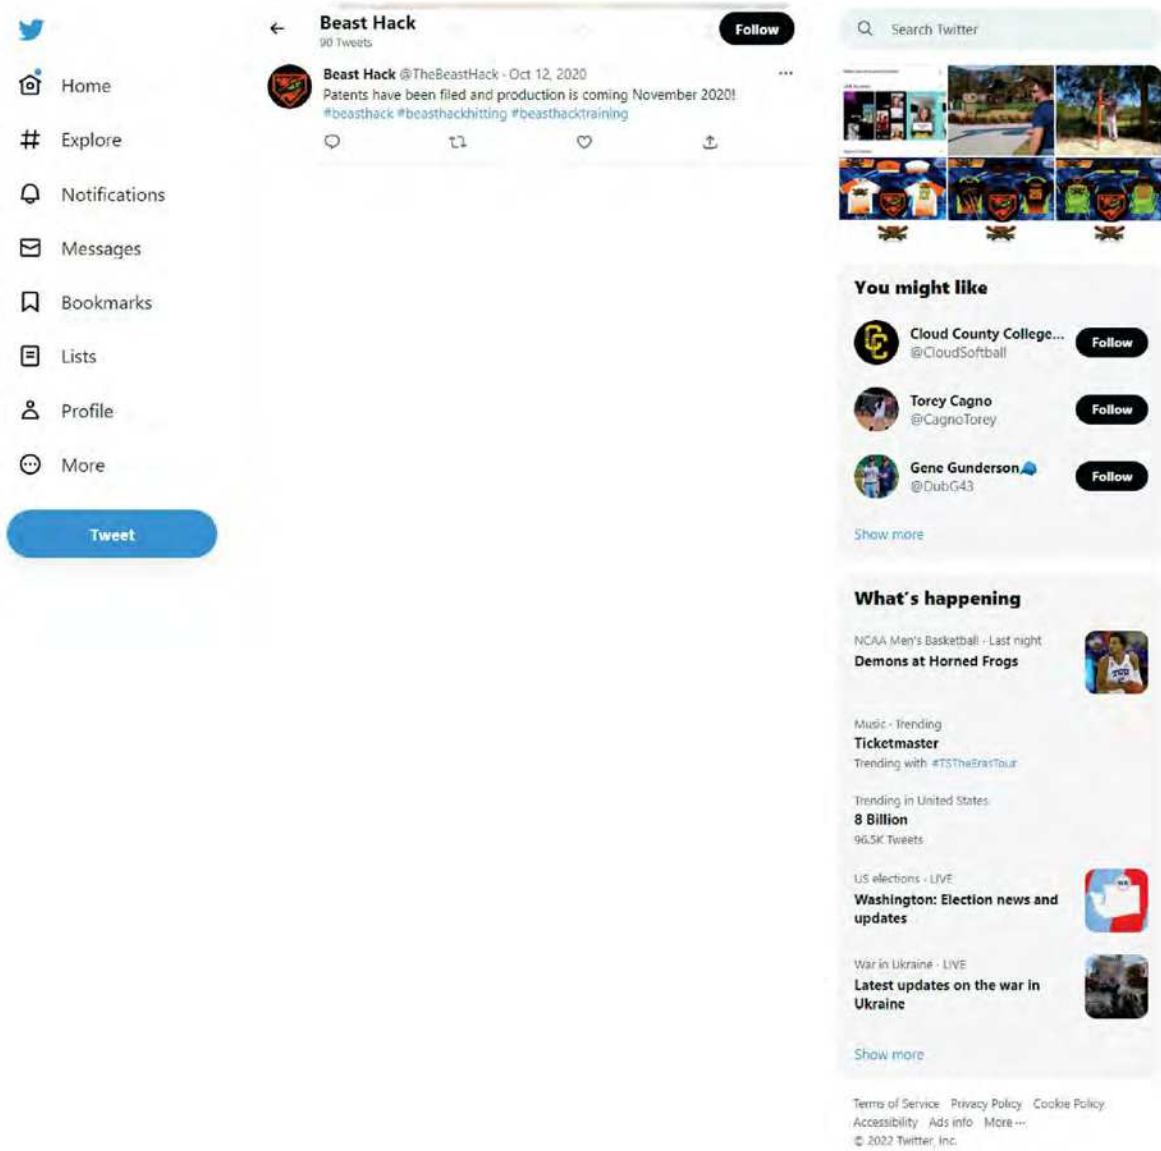 Home
Explore
Notifications
Messages
Bookmarks
Lists
Profile
More
Tweet
Beast Hack
90 Tweets
Follow
Beast Hack @TheBeastHack · Oct 12, 2020
Patents have been filed and production is coming November 2020!
#beasthack #beasthackhitting #beasthacktraining
Search Twitter
You might like
Cloud County College...
@CloudSoftball
Follow
Torey Cagno
@CagnoTorey
Follow
Gene Gunderson
@DubG43
Follow
Show more
What's happening
NCAA Men's Basketball · Last night
Demons at Horned Frogs
Music · Trending
Ticketmaster
Trending with #TSTheErasTour
Trending in United States
8 Billion
96.5K Tweets
US elections · LIVE
Washington: Election news and
updates
War in Ukraine · LIVE
Latest updates on the war in
Ukraine
Show more
Terms of Service Privacy Policy Cookie Policy
Accessibility Ads info More ···
© 2022 Twitter, Inc.